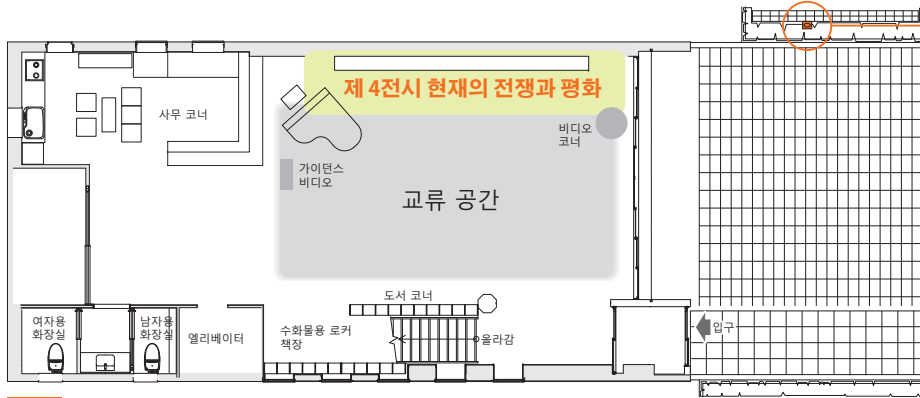 제 4전시 현재의 전쟁과 평화
사무 코너
비디오
코너
가이던스
비디오
교류 공간
도서 코너
여자용
화장실
남자용
화장실
엘리베이터
수화물용 로커
책장
올라감
입구